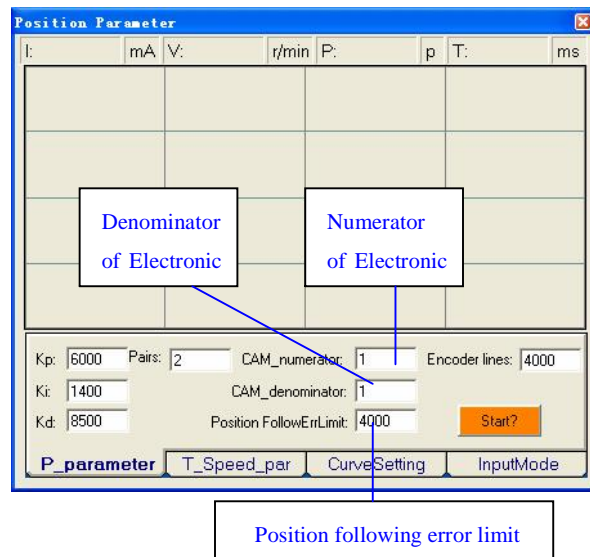 Position Parameter
I: mA V: r/min P: p T: ms
Denominator
of Electronic
Numerator
of Electronic
Kp: 6000 Pairs: 2 CAM_numerator: 1 Encoder lines: 4000
Ki: 1400 CAM_denominator: 1
Kd: 8500 Position FollowErrLimit: 4000 Start?
P_parameter T_Speed_par CurveSetting InputMode
Position following error limit